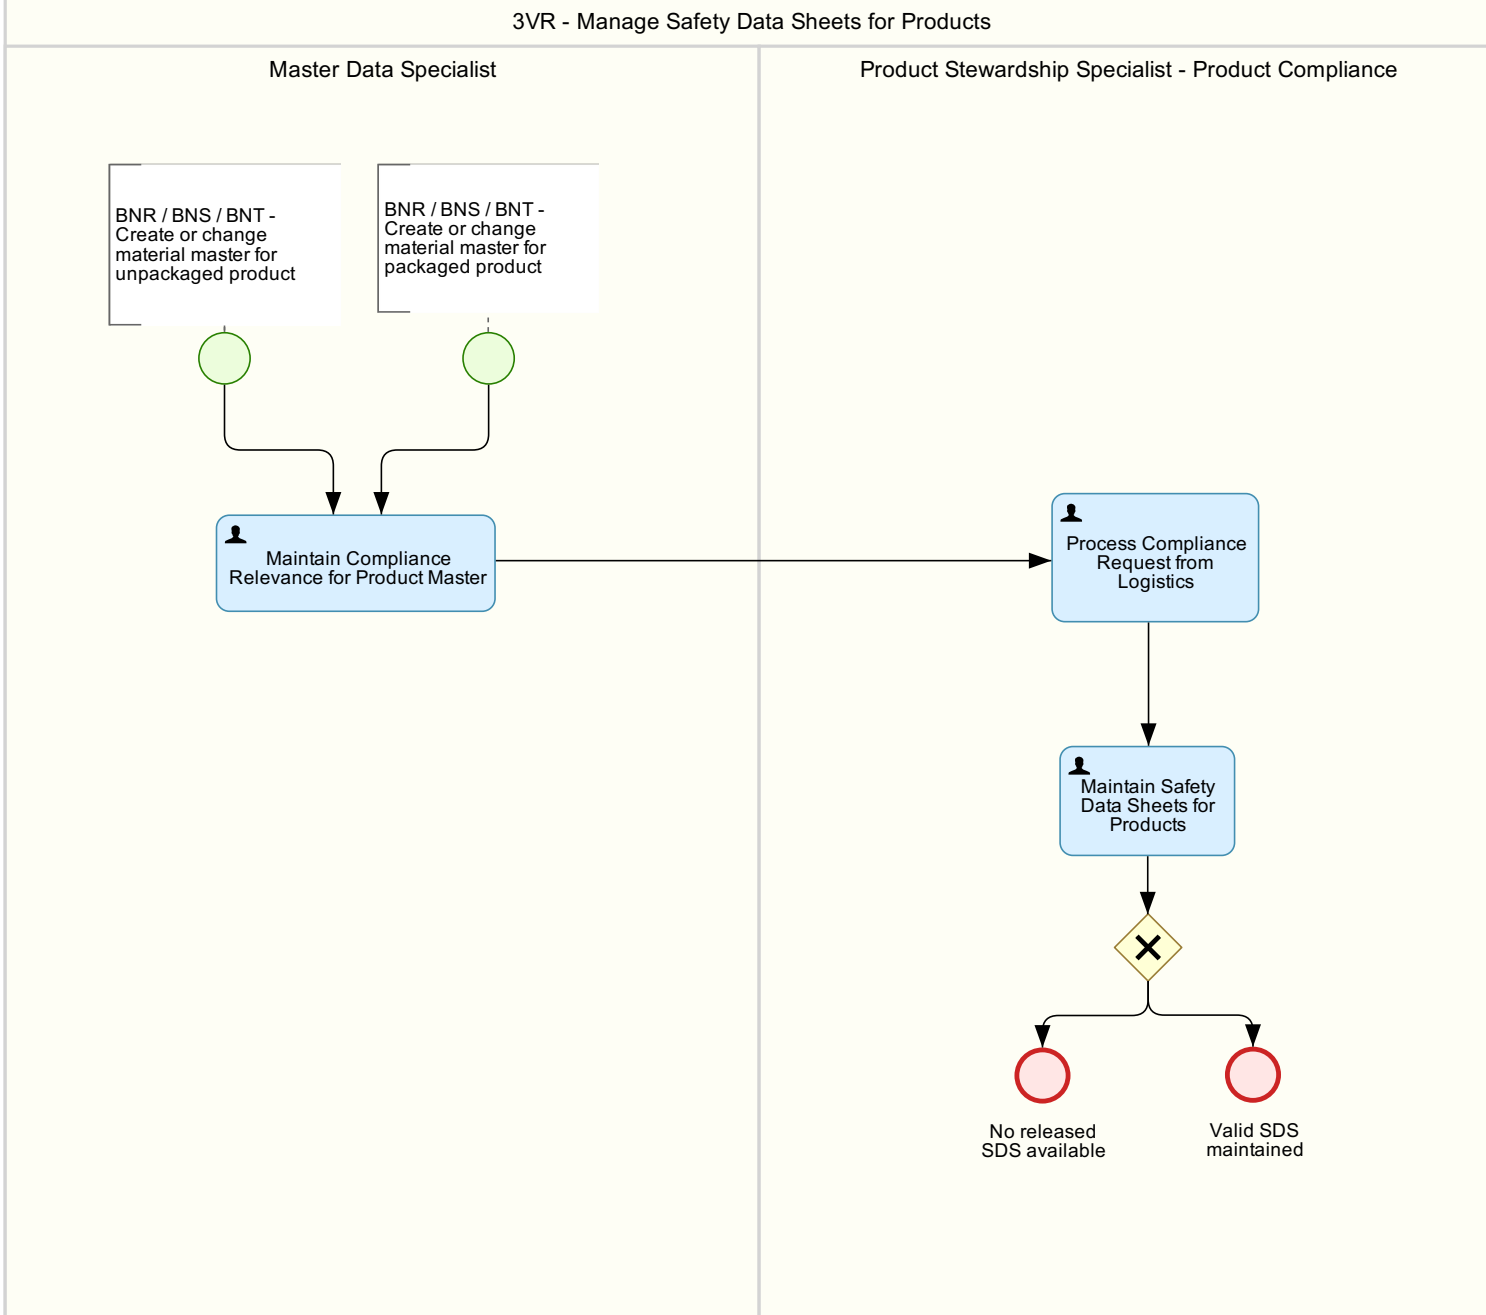 3VR - Manage Safety Data Sheets for Products
Master Data Specialist
Product Stewardship Specialist - Product Compliance
BNR / BNS / BNT -
Create or change
material master for
unpackaged product
BNR / BNS / BNT -
Create or change
material master for
packaged product
Maintain Compliance
Relevance for Product Master
Process Compliance
Request from
Logistics
Maintain Safety
Data Sheets for
Products
No released
SDS available
Valid SDS
maintained